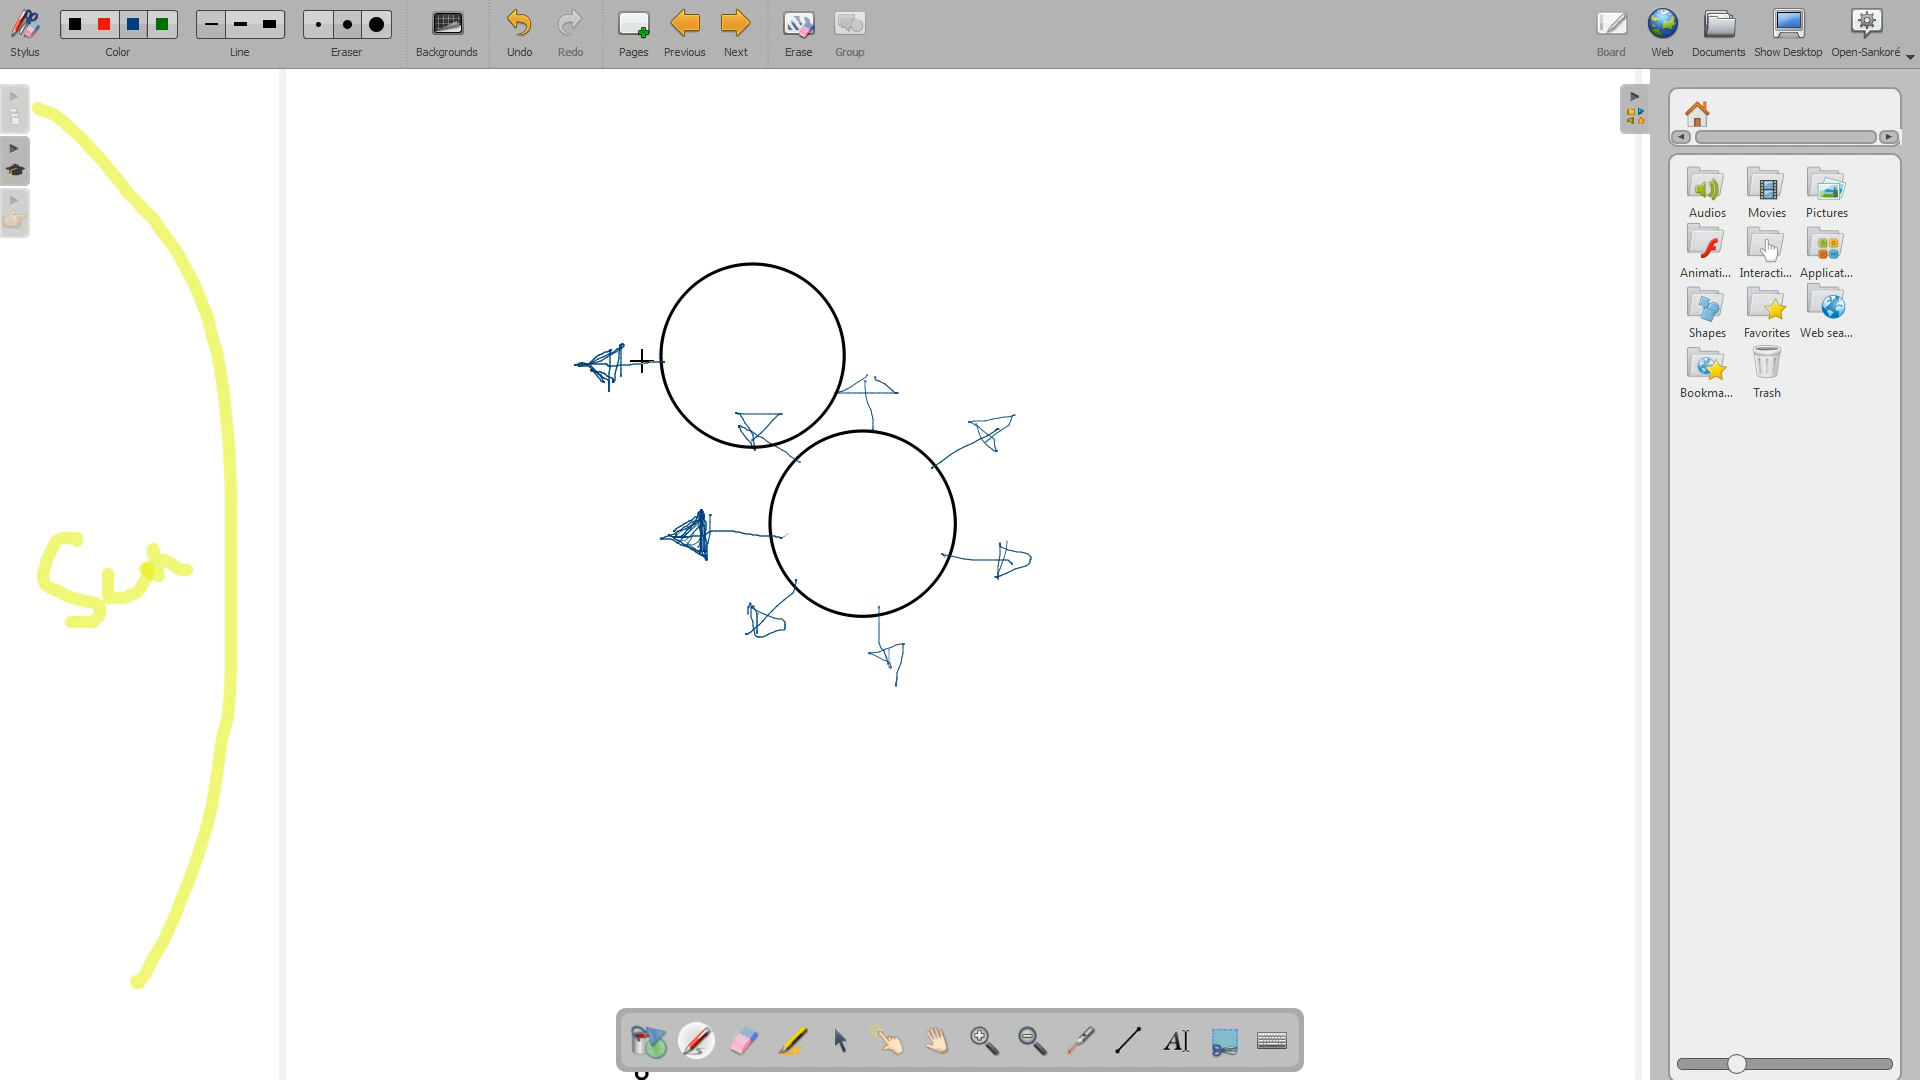 Stylus
Color
Line
Eraser
Backgrounds
Undo
Redo
Pages
Previous
Next
Erase
Group
Board
Web
Documents
Show Desktop
Open-Sankoré
Audios
Movies
Pictures
Animati...
Interacti...
Applicat...
Shapes
Favorites
Web sea...
Bookma...
Trash
Sun
AI